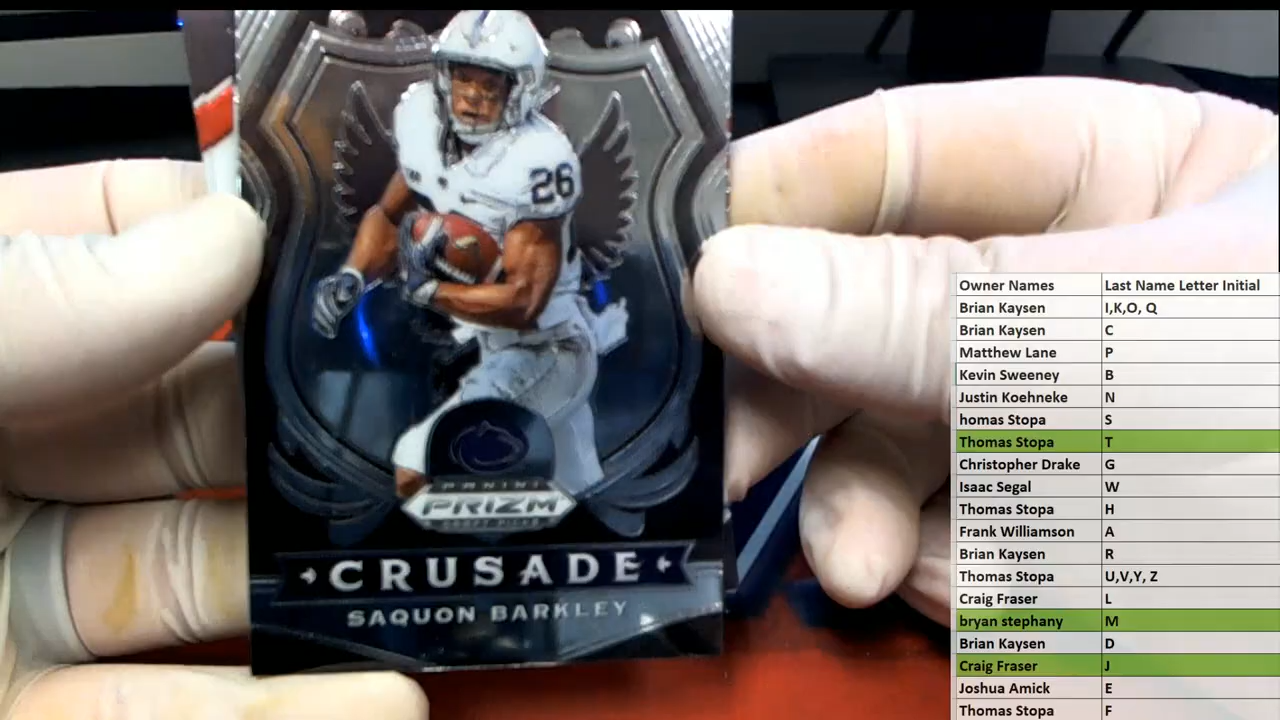 26
PANINI
PRIZM
DRAFT PICKS
CRUSADE
SAQUON BARKLEY
Owner Names Last Name Letter Initial
Brian Kaysen I,K,O, Q
Brian Kaysen C
Matthew Lane P
Kevin Sweeney B
Justin Koehneke N
homas Stopa S
Thomas Stopa T
Christopher Drake G
Isaac Segal W
Thomas Stopa H
Frank Williamson A
Brian Kaysen R
Thomas Stopa U,V,Y, Z
Craig Fraser L
bryan stephany M
Brian Kaysen D
Craig Fraser J
Joshua Amick E
Thomas Stopa F